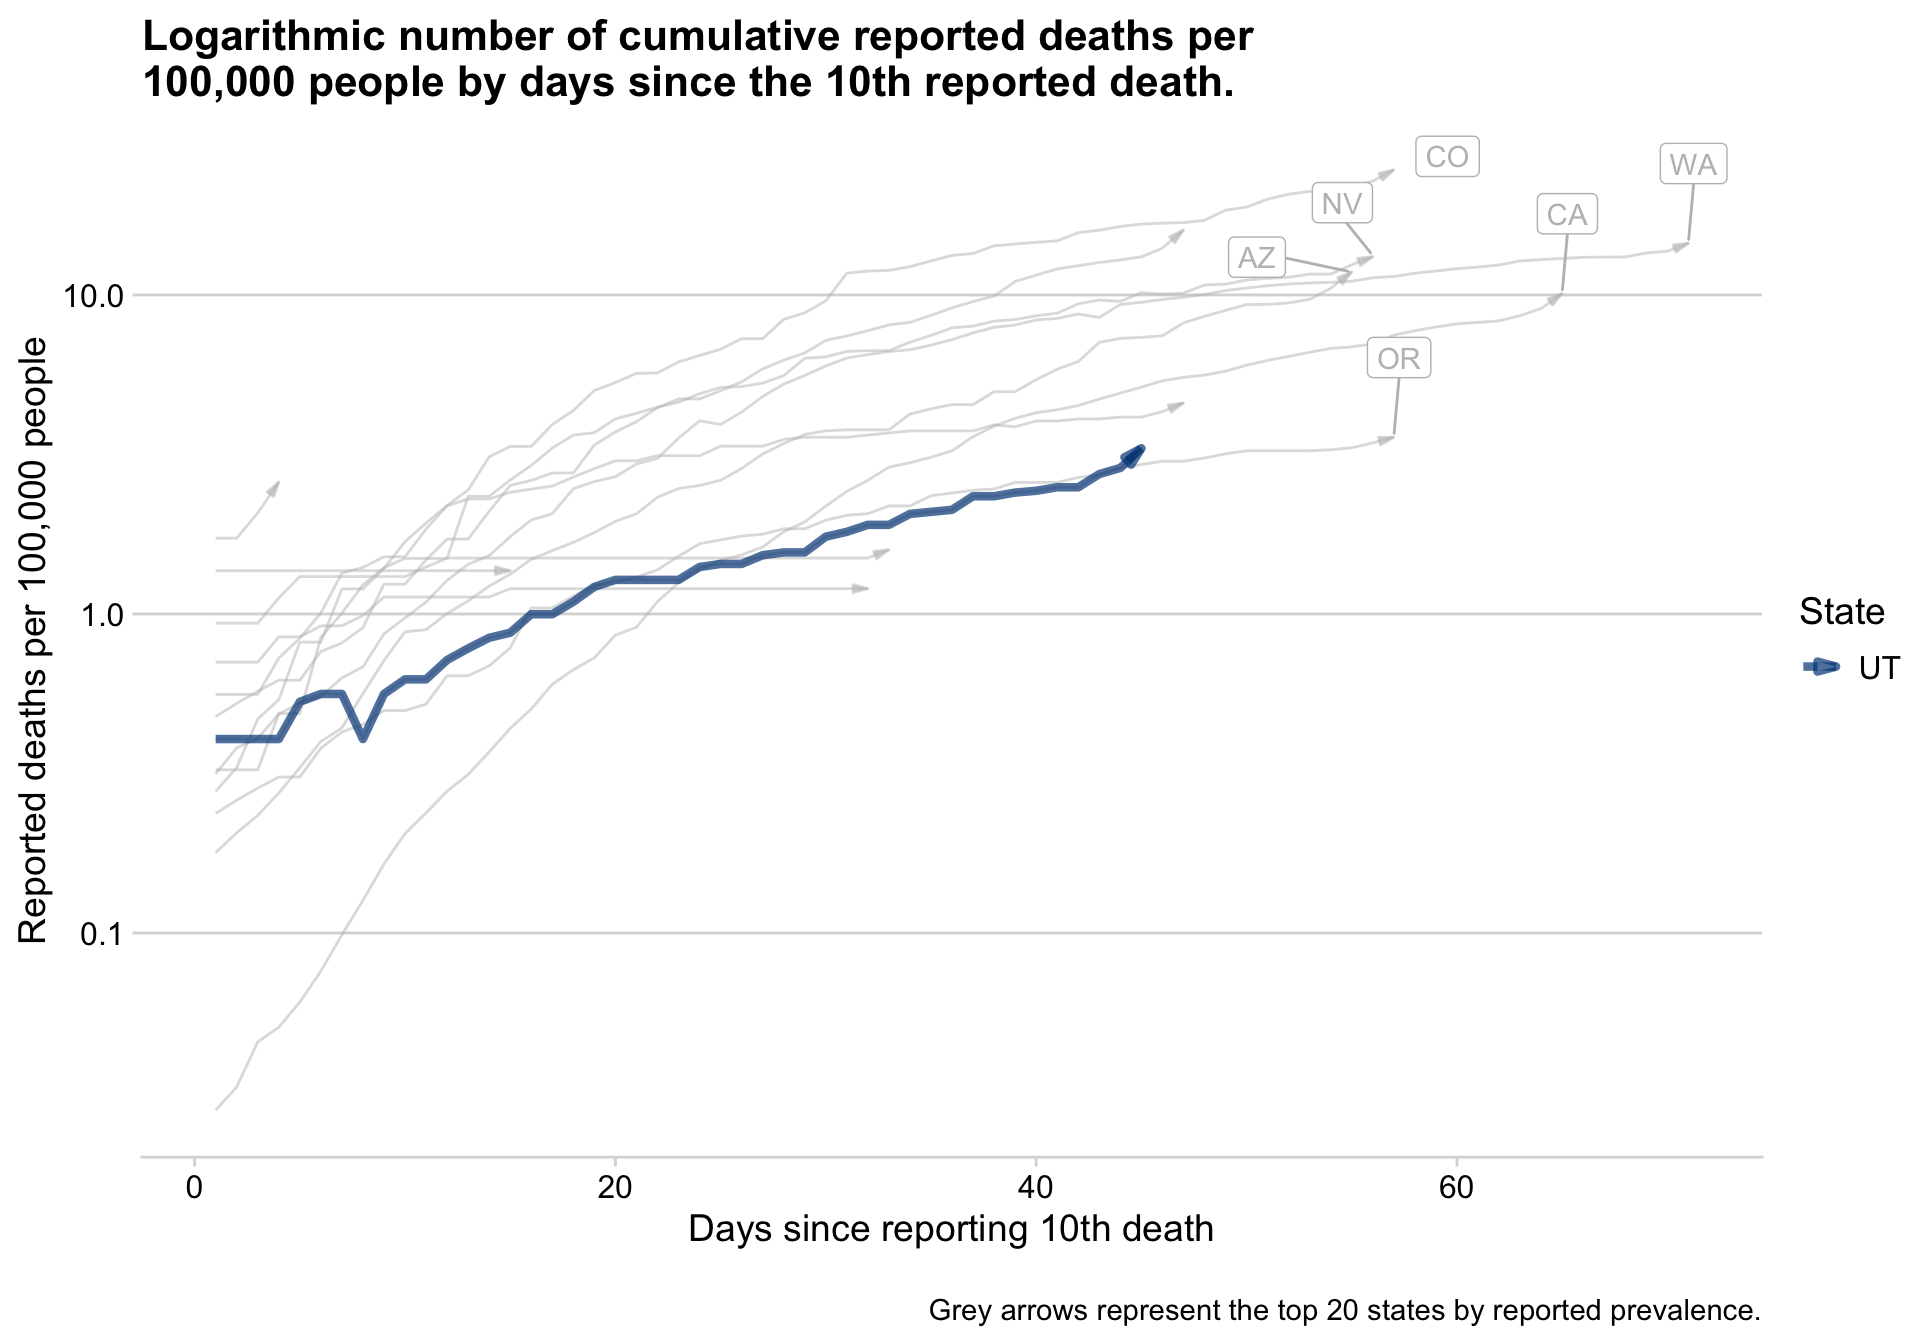 Logarithmic number of cumulative reported deaths per
100,000 people by days since the 10th reported death.
CO
WA
NV
CA
AZ
OR
10.0
1.0
0.1
Reported deaths per 100,000 people
State
UT
0
20
40
60
Days since reporting 10th death
Grey arrows represent the top 20 states by reported prevalence.